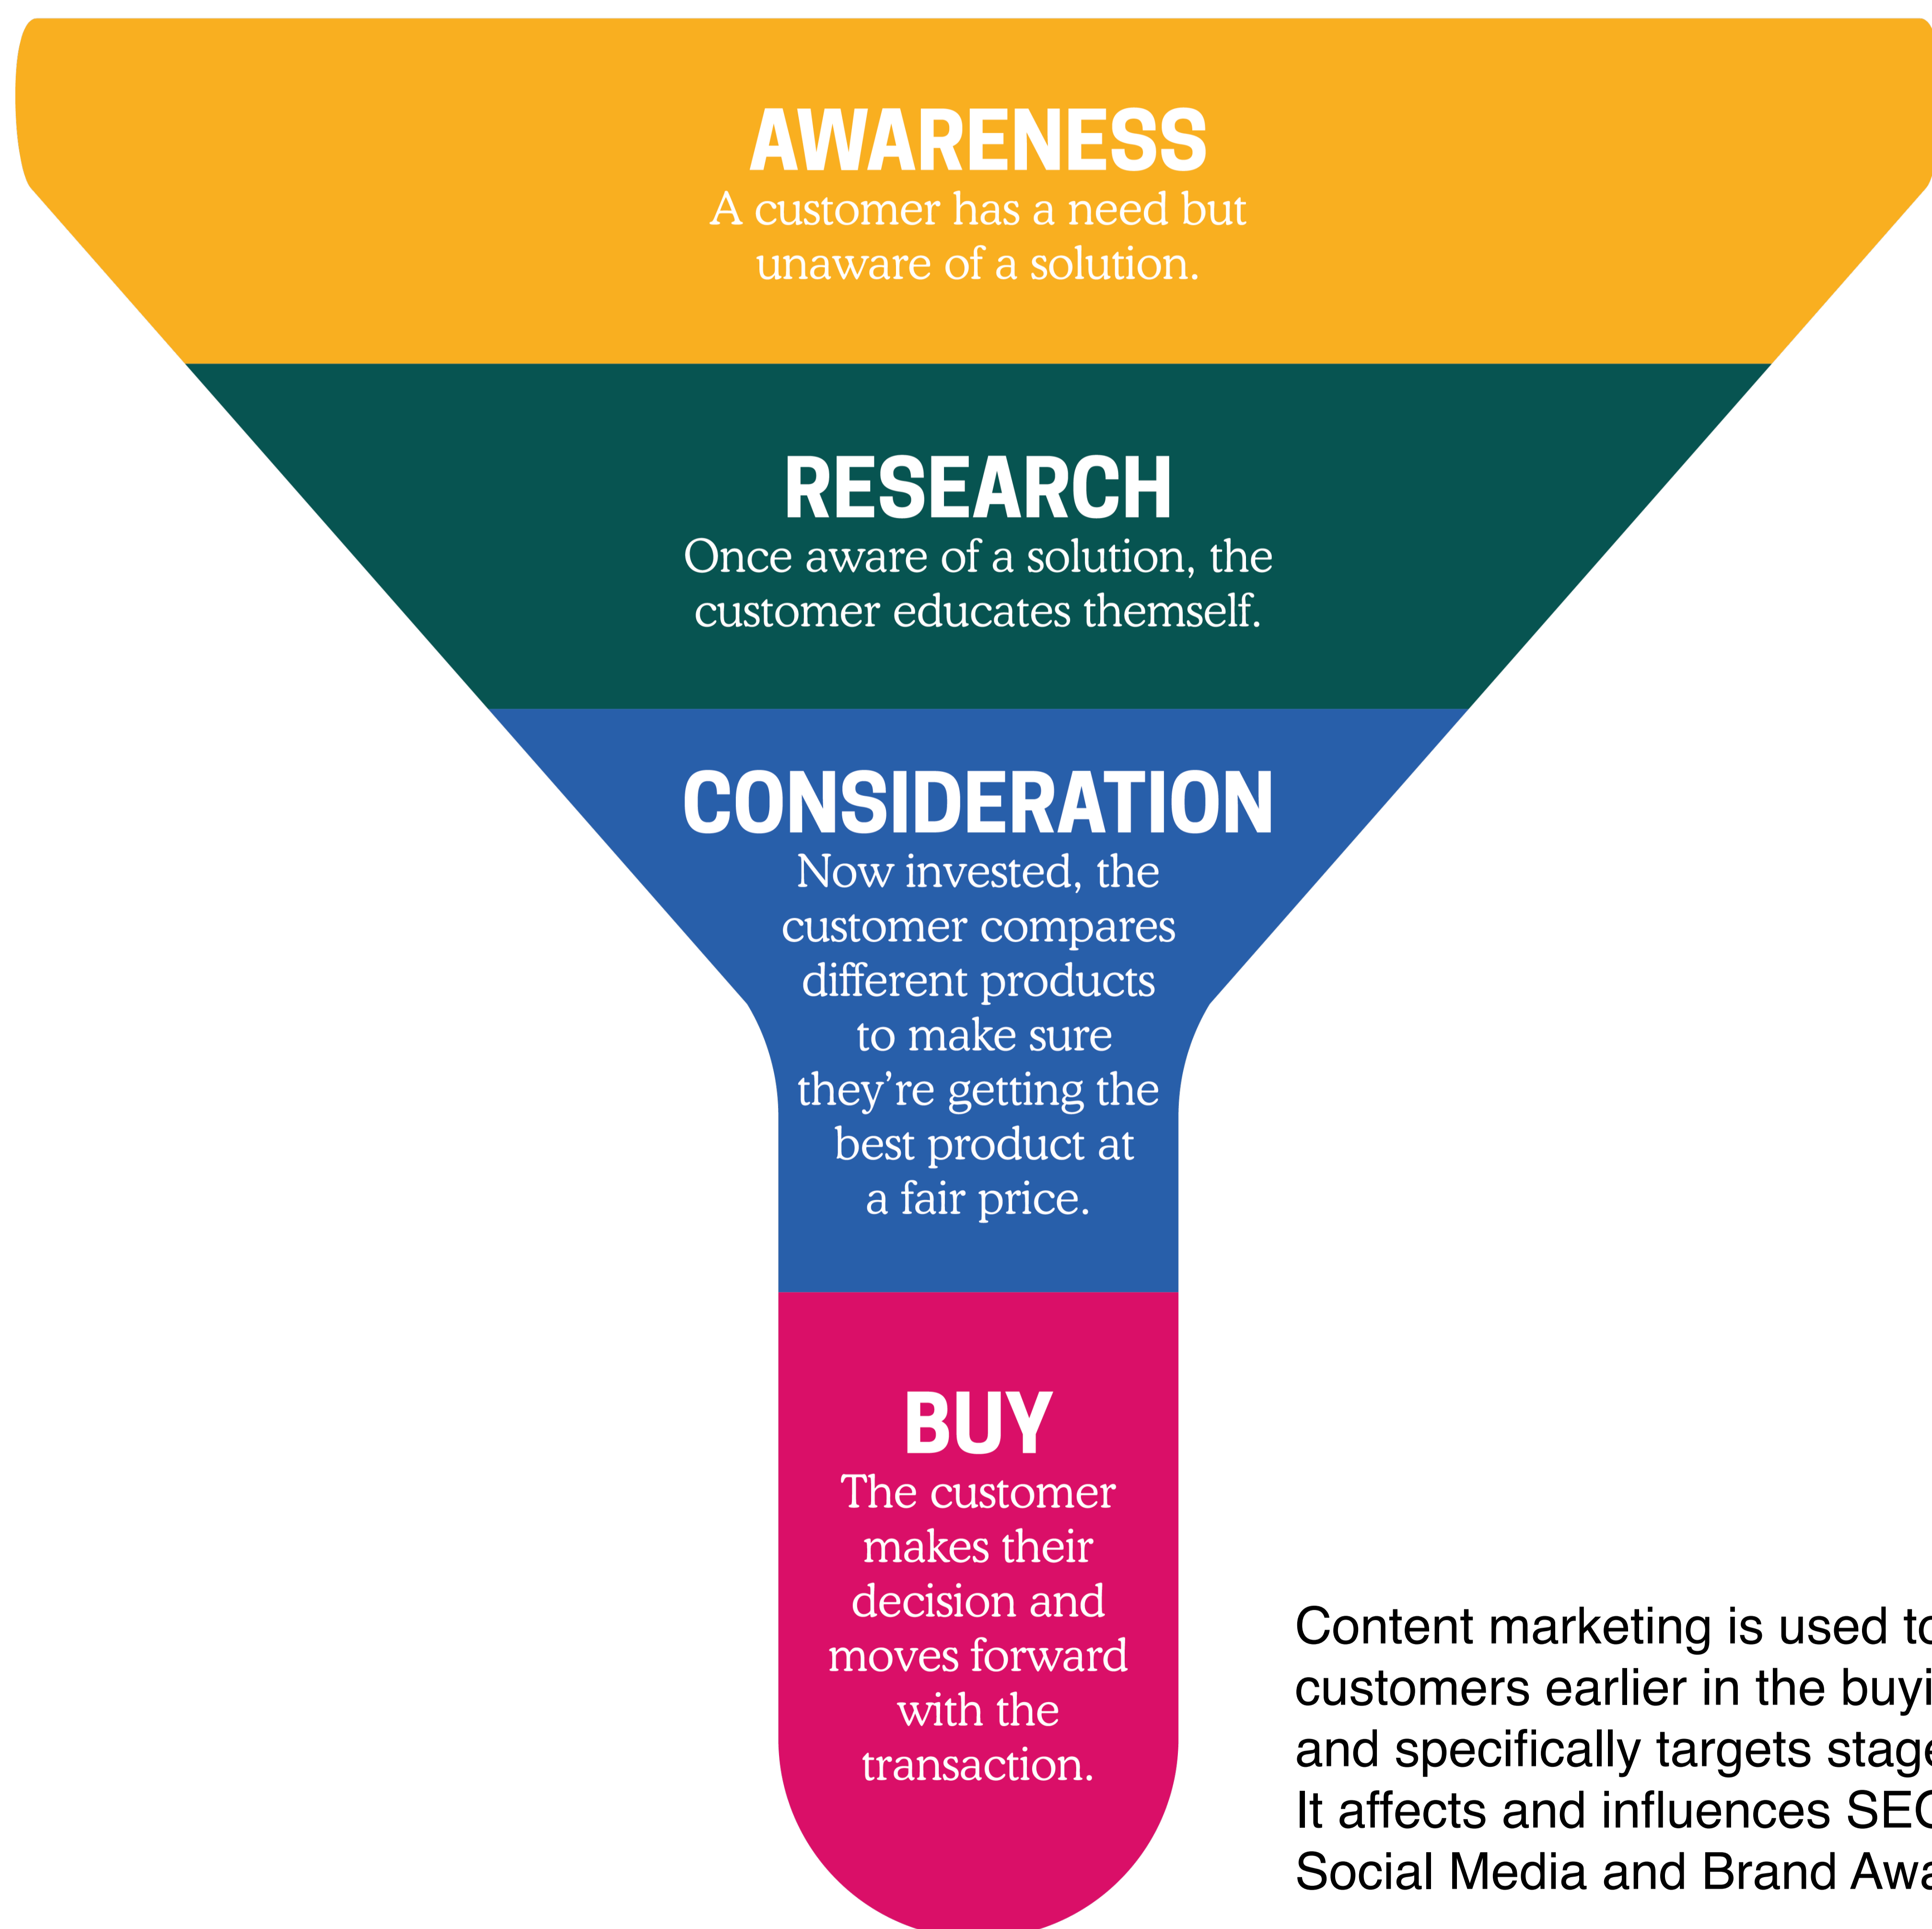 AWARENESS
A customer has a need but
unaware of a solution.
RESEARCH
Once aware of a solution, the
customer educates themself.
CONSIDERATION
Now invested, the
customer compares
different products
to make sure
they’re getting the
best product at
a fair price.
BUY
The customer
makes their
decision and
moves forward
with the
transaction.
Content marketing is used
customers earlier in the
and specifically targets
It affects and influences
Social Media and Brand